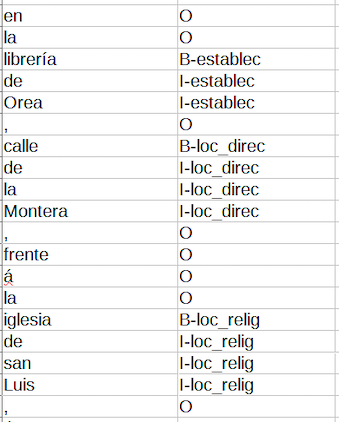 en O
la O
librería B-establec
de I-establec
Orea I-establec
, O
calle B-loc_direc
de I-loc_direc
la I-loc_direc
Montera I-loc_direc
, O
frente O
á O
la O
iglesia B-loc_relig
de I-loc_relig
san I-loc_relig
Luis I-loc_relig
, O